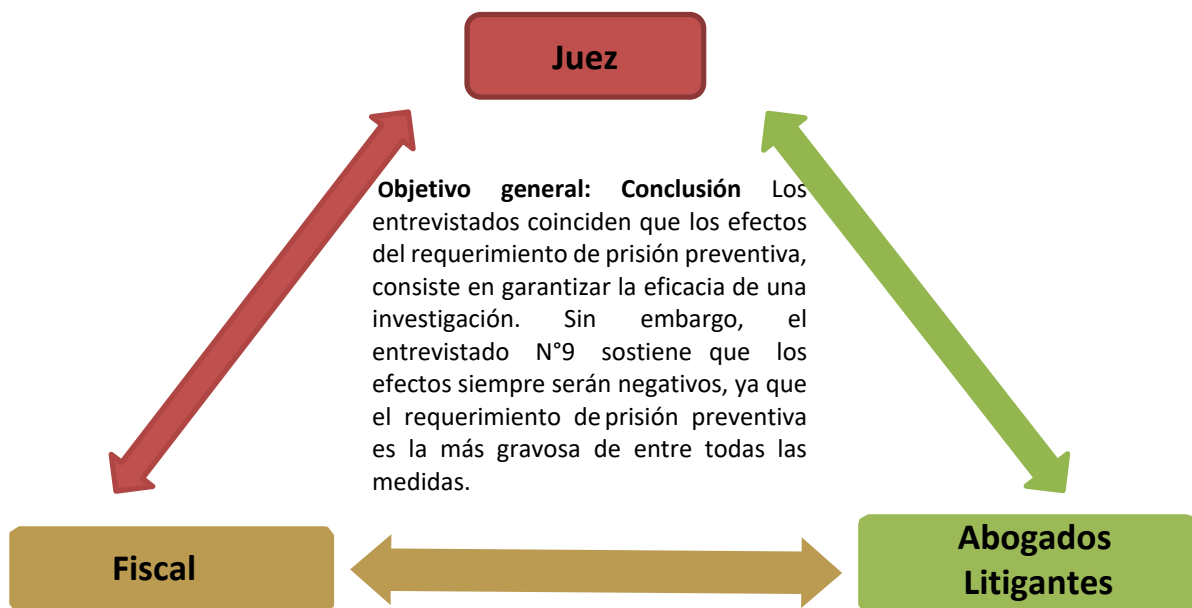 Juez
Objetivo general: Conclusión Los
entrevistados coinciden que los efectos
del requerimiento de prisión preventiva,
consiste en garantizar la eficacia de una
investigación. Sin embargo, el
entrevistado N°9 sostiene que los
efectos siempre serán negativos, ya que
el requerimiento de prisión preventiva
es la más gravosa de entre todas las
medidas.
Fiscal
Abogados
Litigantes